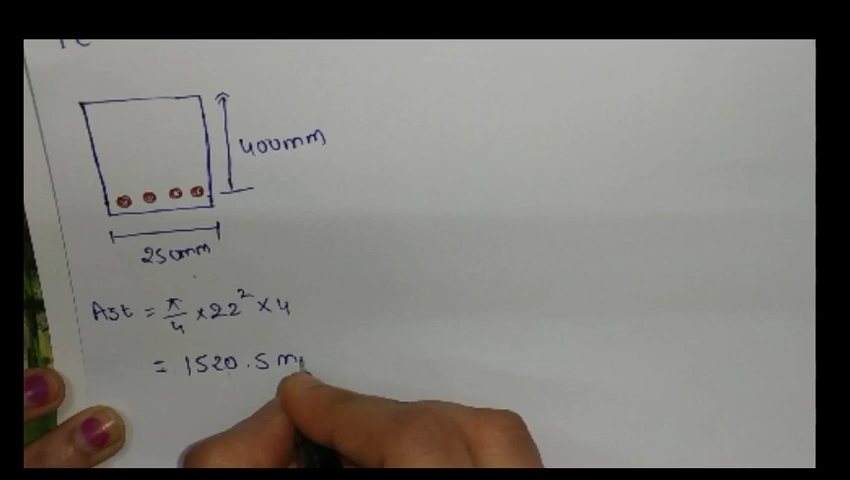 400mm
250mm
Ast = π/4 × 22² × 4
= 1520.5 m